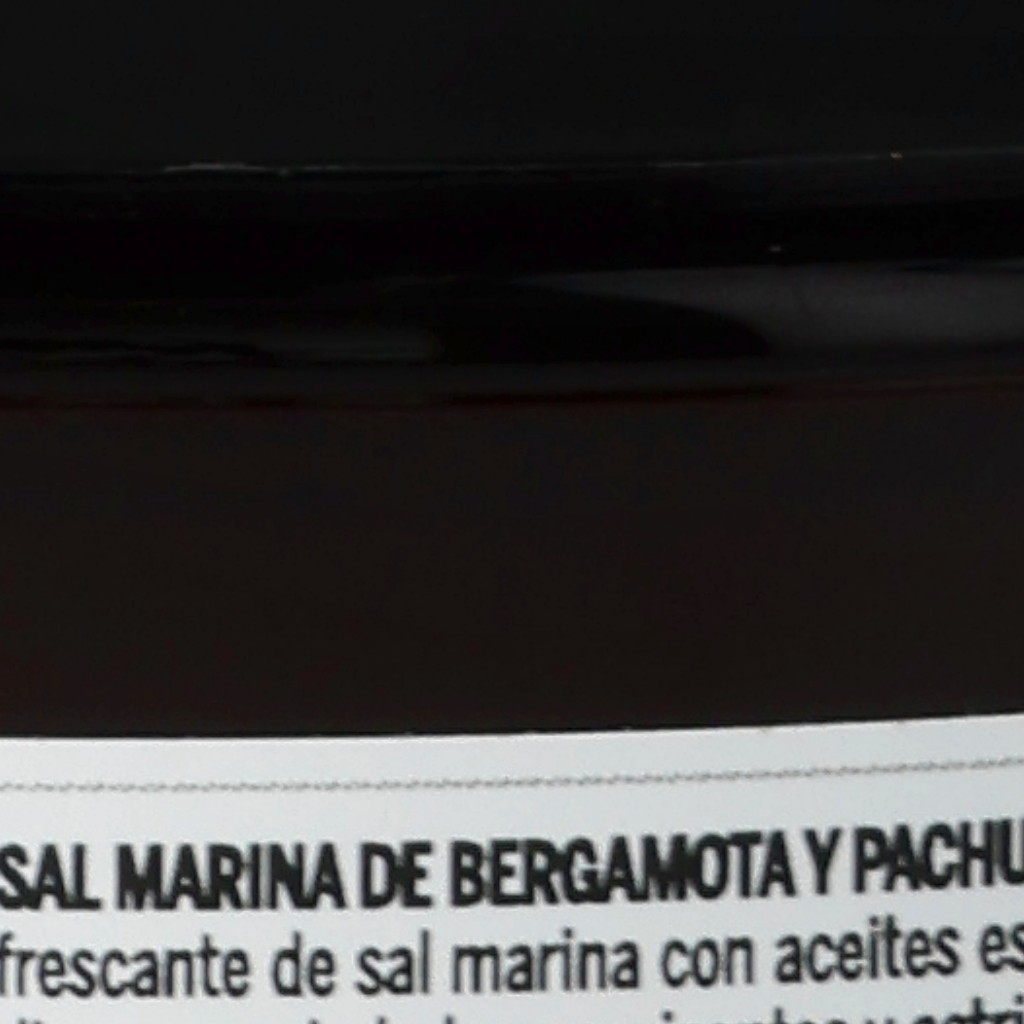 SAL MARINA DE BERGAMOTA Y PACHU
frescante de sal marina con aceites es